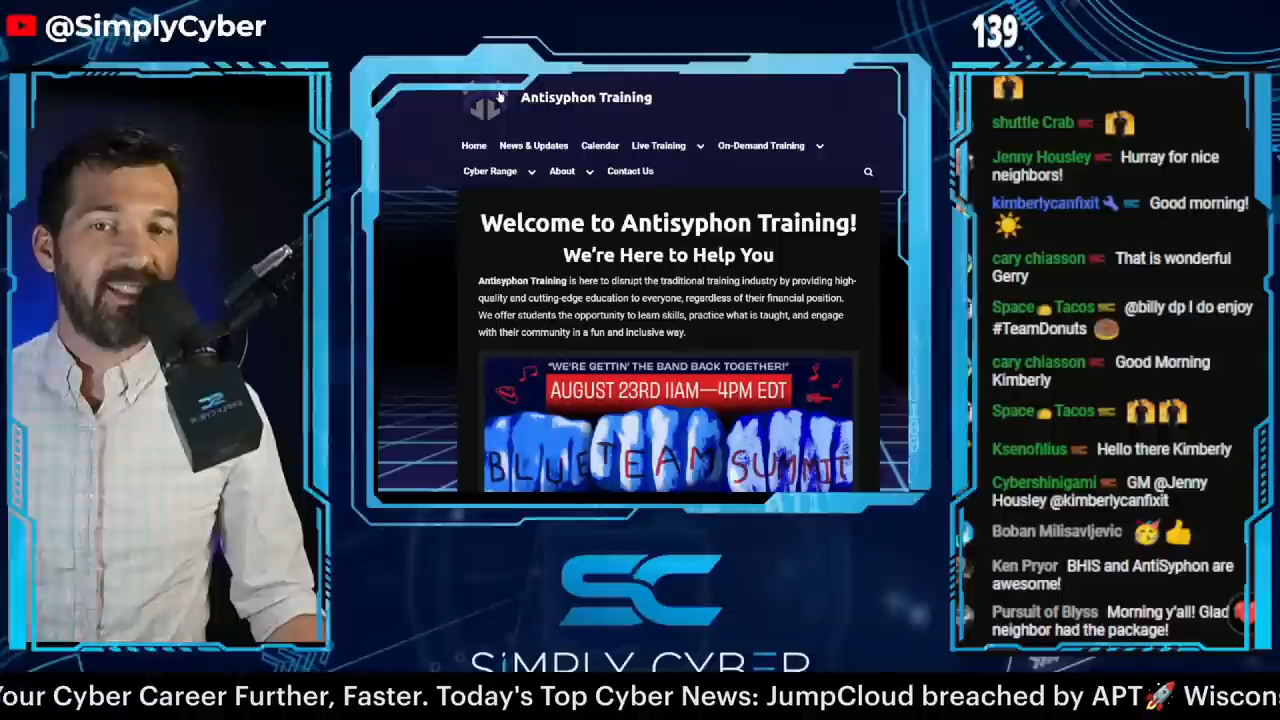 @SimplyCyber
139
Antisyphon Training
Home News & Updates Calendar Live Training On-Demand Training
Cyber Range About Contact Us
Welcome to Antisyphon Training!
We're Here to Help You
Antisyphon Training is here to disrupt the traditional training industry by providing high-
quality and cutting-edge education to everyone, regardless of their financial position.
We offer students the opportunity to learn skills, practice what is taught, and engage
with their community in a fun and inclusive way.
"WE'RE GETTIN' THE BAND BACK TOGETHER!"
AUGUST 23RD 11AM—4PM EDT
BLUE TEAM SUMMIT
shuttle Crab
Jenny Housley Hurray for nice
neighbors!
kimberlycanfixit 🔧 Good morning!
☀️
cary chiasson That is wonderful
Gerry
Space 🌮 Tacos @billy dp I do enjoy
#TeamDonuts 🍩
cary chiasson Good Morning
Kimberly
Space 🌮 Tacos
Ksenofilius Hello there Kimberly
Cybershinigami GM @Jenny
Housley @kimberlycanfixit
Boban Milisavljevic 🥳 👍
Ken Pryor BHIS and AntiSyphon are
awesome!
Pursuit of Blyss Morning y'all! Glad
neighbor had the package!
SC
SIMPLY CYBER
Your Cyber Career Further, Faster. Today's Top Cyber News: JumpCloud breached by APT🚀 Wiscon